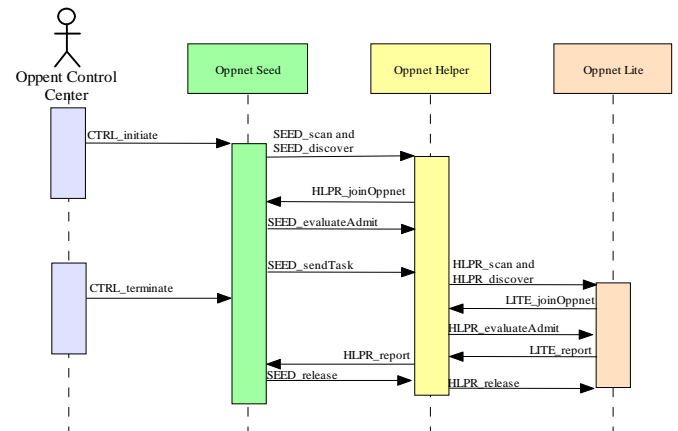 Oppent Control
Center
Oppnet Seed
Oppnet Helper
Oppnet Lite
CTRL_initiate
SEED_scan and
SEED_discover
HLPR_joinOppnet
SEED_evaluateAdmit
SEED_sendTask
HLPR_scan and
HLPR_discover
CTRL_terminate
LITE_joinOppnet
HLPR_evaluateAdmit
LITE_report
HLPR_report
SEED_release
HLPR_release